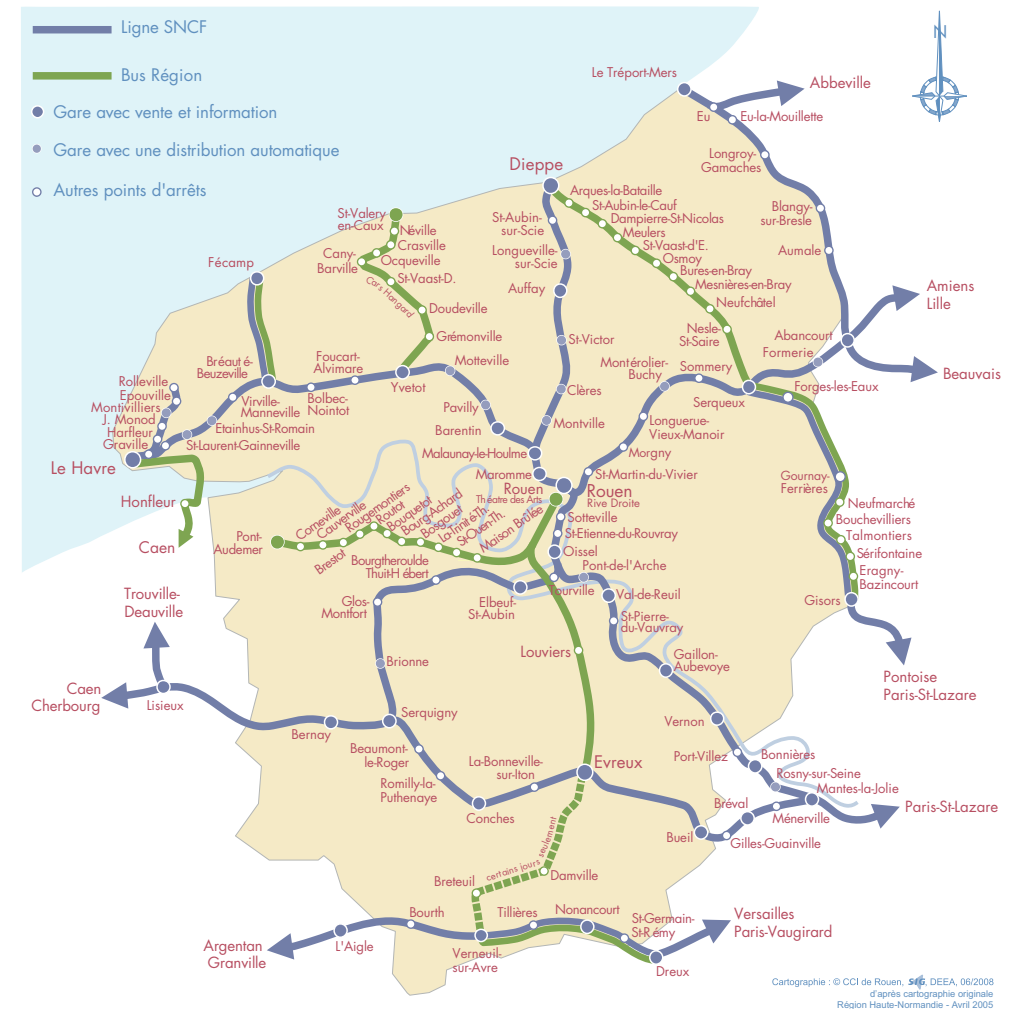 Ligne SNCF
Bus Région
Gare avec vente et information
Gare avec une distribution automatique
Autres points d'arrêts
N
Le Tréport-Mers
Abbeville
Eu
Eu-la-Mouillette
Longroy-
Gamaches
Blangy-
sur-Bresle
Aumale
Amiens
Lille
Abancourt
Formerie
Beauvais
Dieppe
Arques-la-Bataille
St-Aubin-le-Cauf
Dampierre-St-Nicolas
Meulers
St-Vaast-d'E.
Osmoy
Bures-en-Bray
Mesnières-en-Bray
Neufchâtel
Nesle-
St-Saire
St-Aubin-
sur-Scie
Longueville-
sur-Scie
Auffay
St-Victor
Clères
Montville
St-Valery
en-Caux
Néville
Crasville
Ocqueville
Cany-
Barville
St-Vaast-D.
Cars Hangard
Doudeville
Grémonville
Fécamp
Bréaut é-
Beuzeville
Foucart-
Alvimare
Bolbec-
Nointot
Yvetot
Motteville
Pavilly
Barentin
Malaunay-le-Houlme
Maromme
Rolleville
Epouville
Montivilliers
J. Monod
Harfleur
Graville
Le Havre
Virville-
Manneville
Etainhus-St-Romain
St-Laurent-Gainneville
Honfleur
Caen
Montérolier-
Buchy
Sommery
Serqueux
Forges-les-Eaux
Longuerue-
Vieux-Manoir
Morgny
St-Martin-du-Vivier
Rouen
Théatre des Arts
Rouen
Rive Droite
Sotteville
St-Etienne-du-Rouvray
Oissel
Pont-de-l'Arche
Tourville
Val-de-Reuil
St-Pierre-
du-Vauvray
Gournay-
Ferrières
Neufmarché
Bouchevilliers
Talmontiers
Sérifontaine
Eragny-
Bazincourt
Gisors
Pontoise
Paris-St-Lazare
Pont-
Audemer
Corneville
Cauverville
Brestot
Rougemontiers
Routot
Bouquetot
Bourg-Achard
Bosgouet
La-Trinité-Th.
St-Ouen-Th.
Maison Brûlée
Bourgtheroulde
Thuit-H ébert
Elbeuf-
St-Aubin
Glos-
Montfort
Brionne
Louviers
Gaillon-
Aubevoye
Vernon
Port-Villez
Bonnières
Rosny-sur-Seine
Mantes-la-Jolie
Paris-St-Lazare
Ménerville
Bréval
Gilles-Guainville
Bueil
Trouville-
Deauville
Caen
Cherbourg
Lisieux
Bernay
Serquigny
Beaumont-
le-Roger
Romilly-la-
Puthenaye
La-Bonneville-
sur-Iton
Conches
Evreux
certains jours seulement
Damville
Breteuil
Bourth
Tillières
Nonancourt
St-Germain-
St-Rémy
Versailles
Paris-Vaugirard
Argentan
Granville
L'Aigle
Verneuil-
sur-Avre
Dreux
Cartographie : © CCI de Rouen, SIG, DEEA, 06/2008
d'après cartographie originale
Région Haute-Normandie - Avril 2005